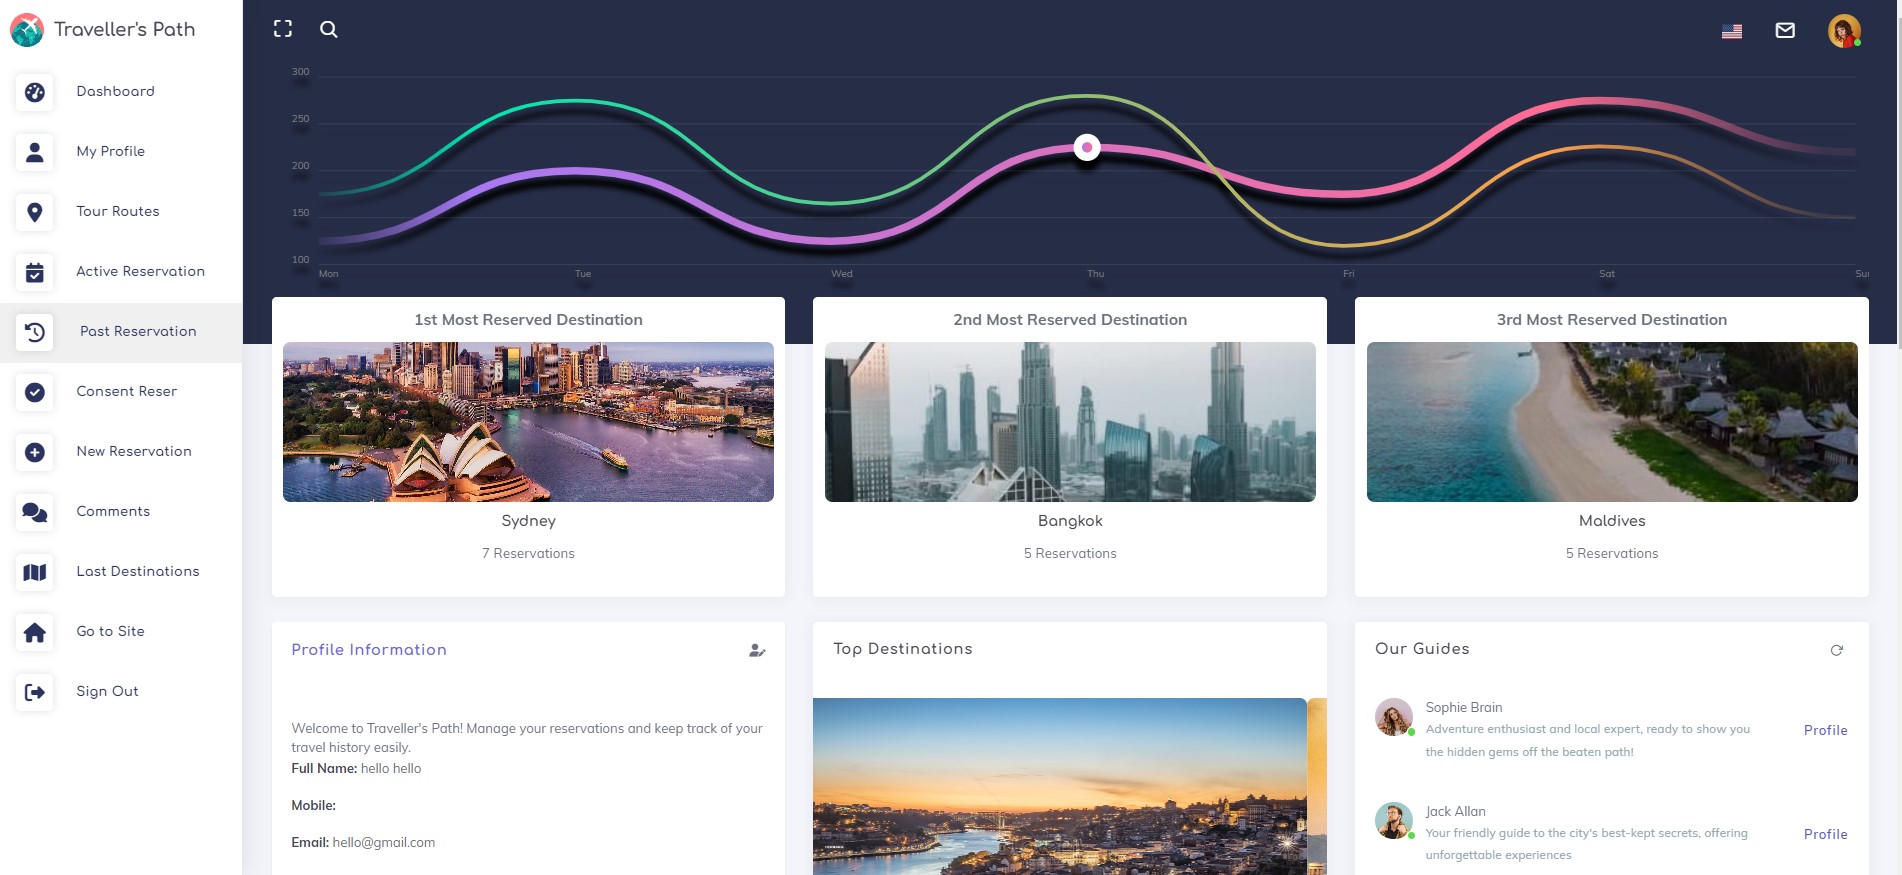 Traveller's Path
Dashboard
My Profile
Tour Routes
Active Reservation
Past Reservation
Consent Reser
New Reservation
Comments
Last Destinations
Go to Site
Sign Out
300
250
200
150
100
Mon Tue Wed Thu Fri Sat Sun
1st Most Reserved Destination
Sydney
7 Reservations
2nd Most Reserved Destination
Bangkok
5 Reservations
3rd Most Reserved Destination
Maldives
5 Reservations
Profile Information
Welcome to Traveller's Path! Manage your reservations and keep track of your
travel history easily.
Full Name: hello hello
Mobile:
Email: hello@gmail.com
Top Destinations
Our Guides
Sophie Brain
Adventure enthusiast and local expert, ready to show you
the hidden gems off the beaten path!
Profile
Jack Allan
Your friendly guide to the city's best-kept secrets, offering
unforgettable experiences
Profile